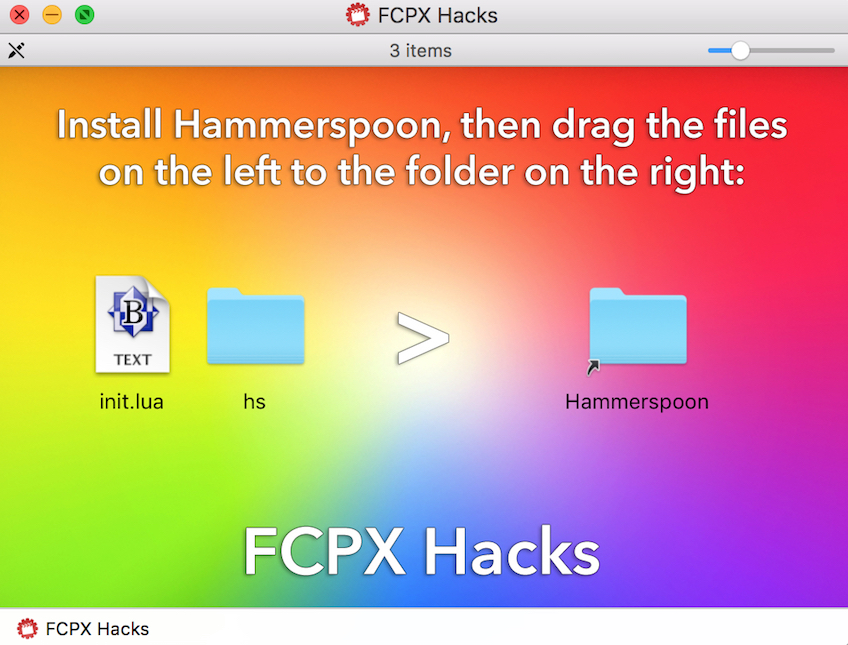 FCPX Hacks
3 items
Install Hammerspoon, then drag the files
on the left to the folder on the right:
B
TEXT
>
init.lua
hs
Hammerspoon
FCPX Hacks
FCPX Hacks